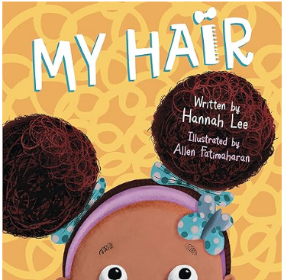 MY HAIR
Written by
Hannah Lee
Illustrated by
Allen Fatimaharan